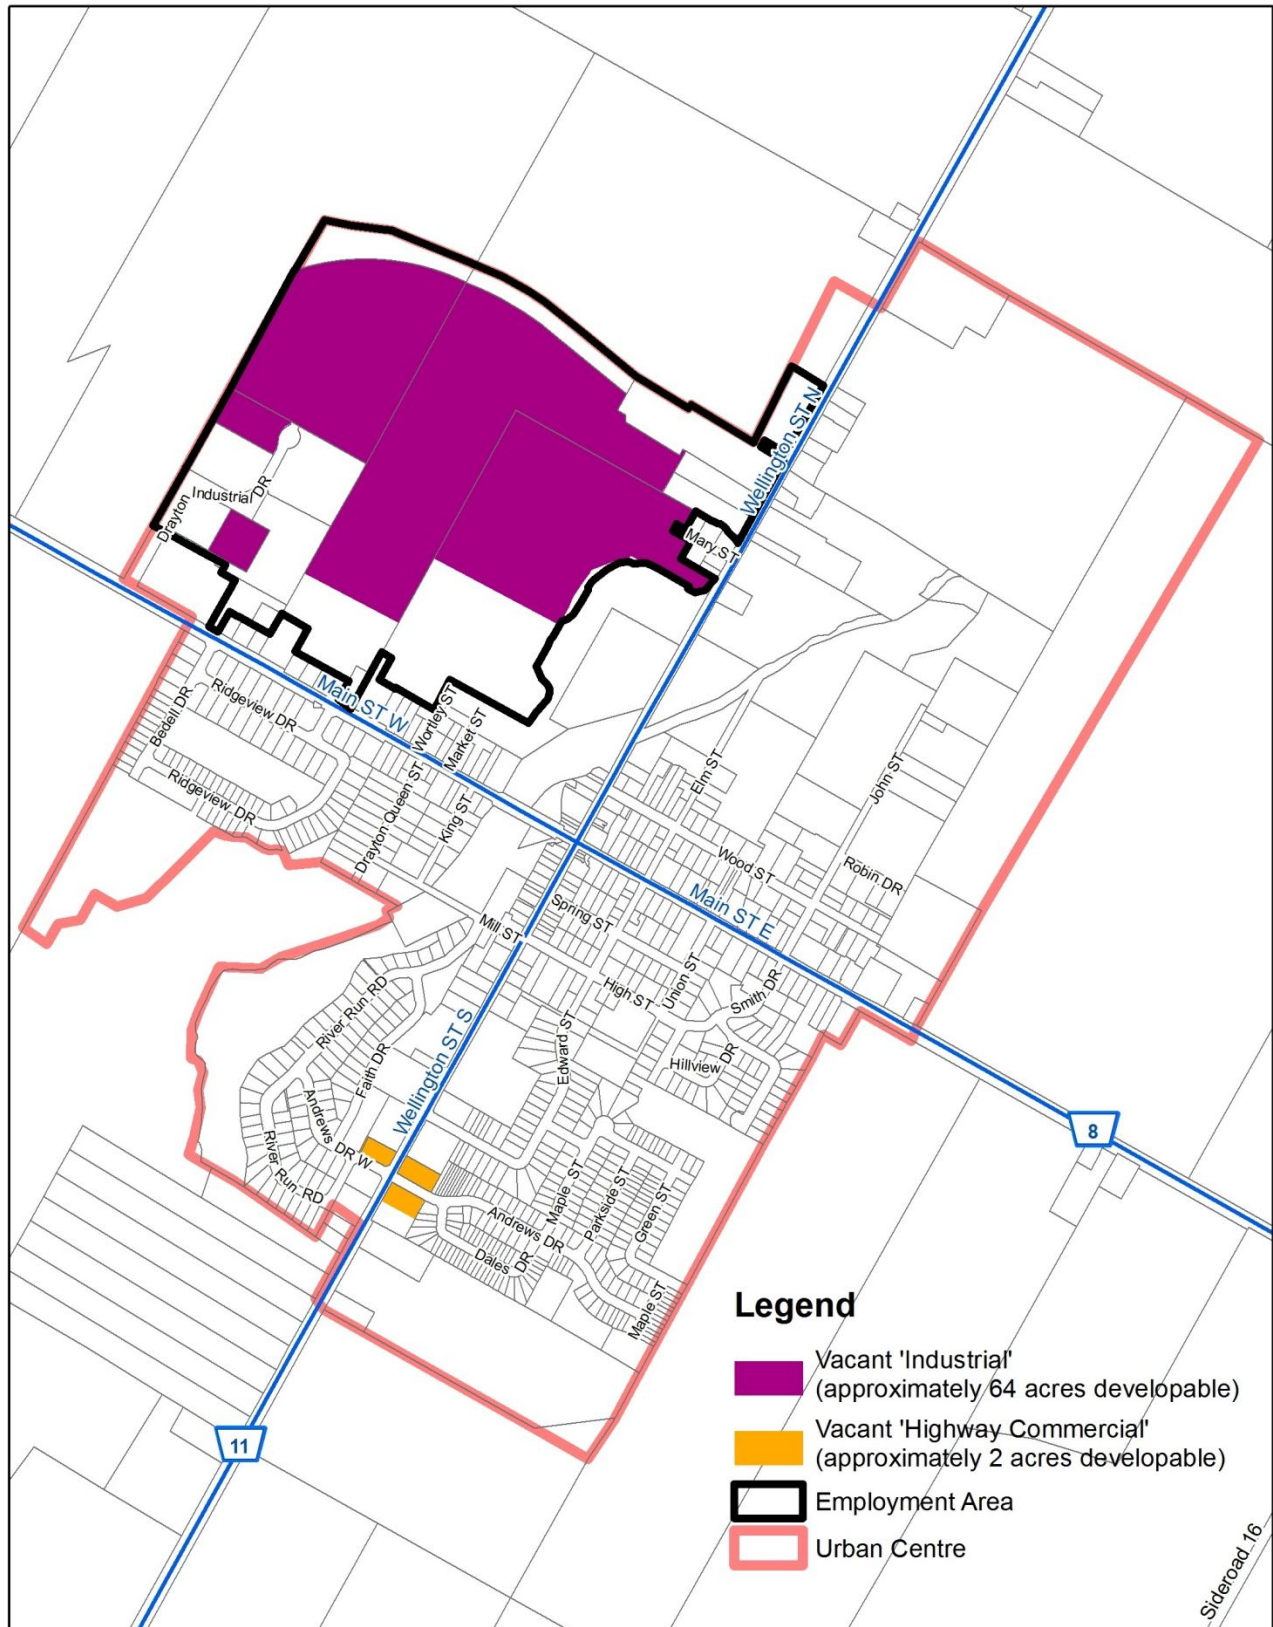 Wellington ST N
Drayton
Industrial DR
Mary ST
Main ST W
Ridgeview DR
Bedell DR
Wortley ST
Market ST
Ridgeview DR
Drayton Queen ST
King ST
Elm ST
John ST
Wood ST
Robin DR
Main ST E
Spring ST
Mill ST
High ST
Union ST
Smith DR
River Run RD
Edward ST
Hillview DR
Faith DR
Wellington ST S
Andrews DR W
River Run RD
8
Maple ST
Parkside ST
Green ST
Andrews DR
Dales DR
Maple ST
11
Legend
Vacant 'Industrial'
(approximately 64 acres developable)
Vacant 'Highway Commercial'
(approximately 2 acres developable)
Employment Area
Urban Centre
Sideroad 16